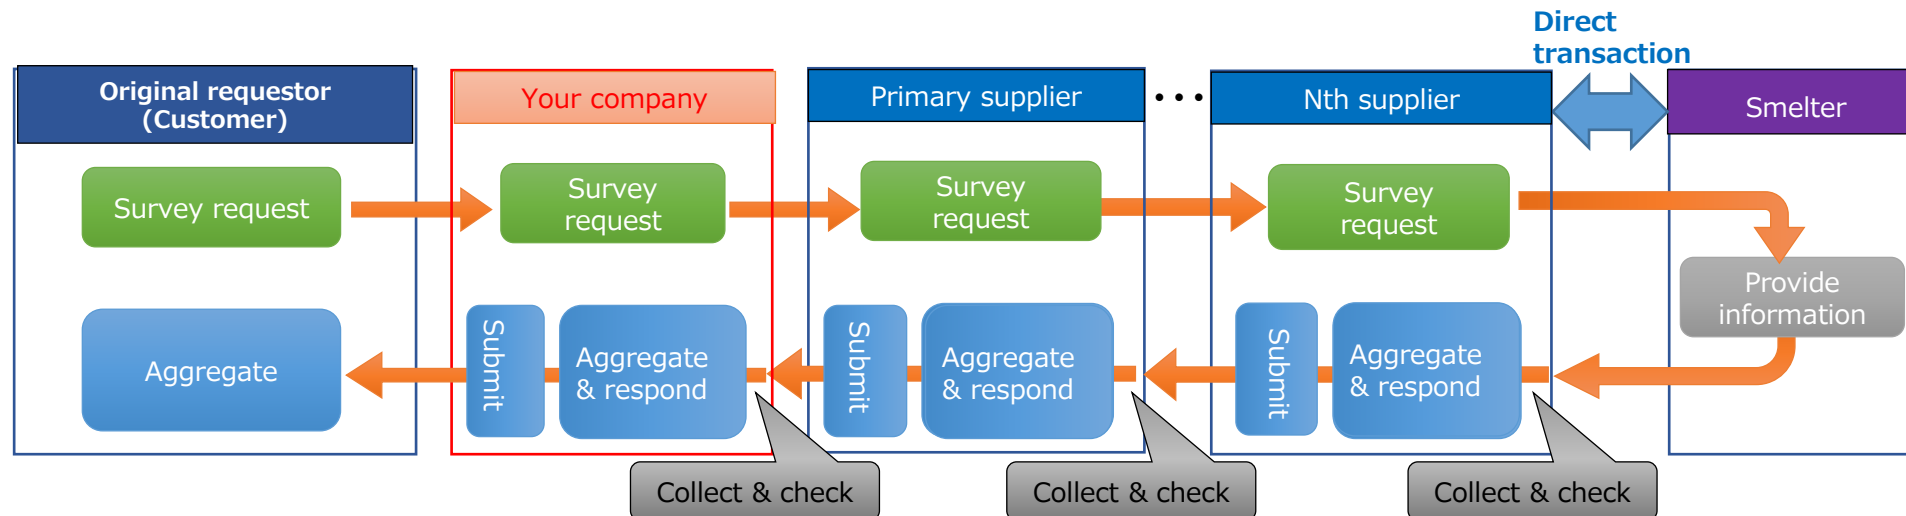 Direct
transaction
Original requestor
(Customer)
Your company
Primary supplier
•••
Nth supplier
Smelter
Survey request
Survey
request
Survey
request
Survey
request
Provide
information
Aggregate
Submit
Aggregate
& respond
Submit
Aggregate
& respond
Submit
Aggregate
& respond
Collect & check
Collect & check
Collect & check